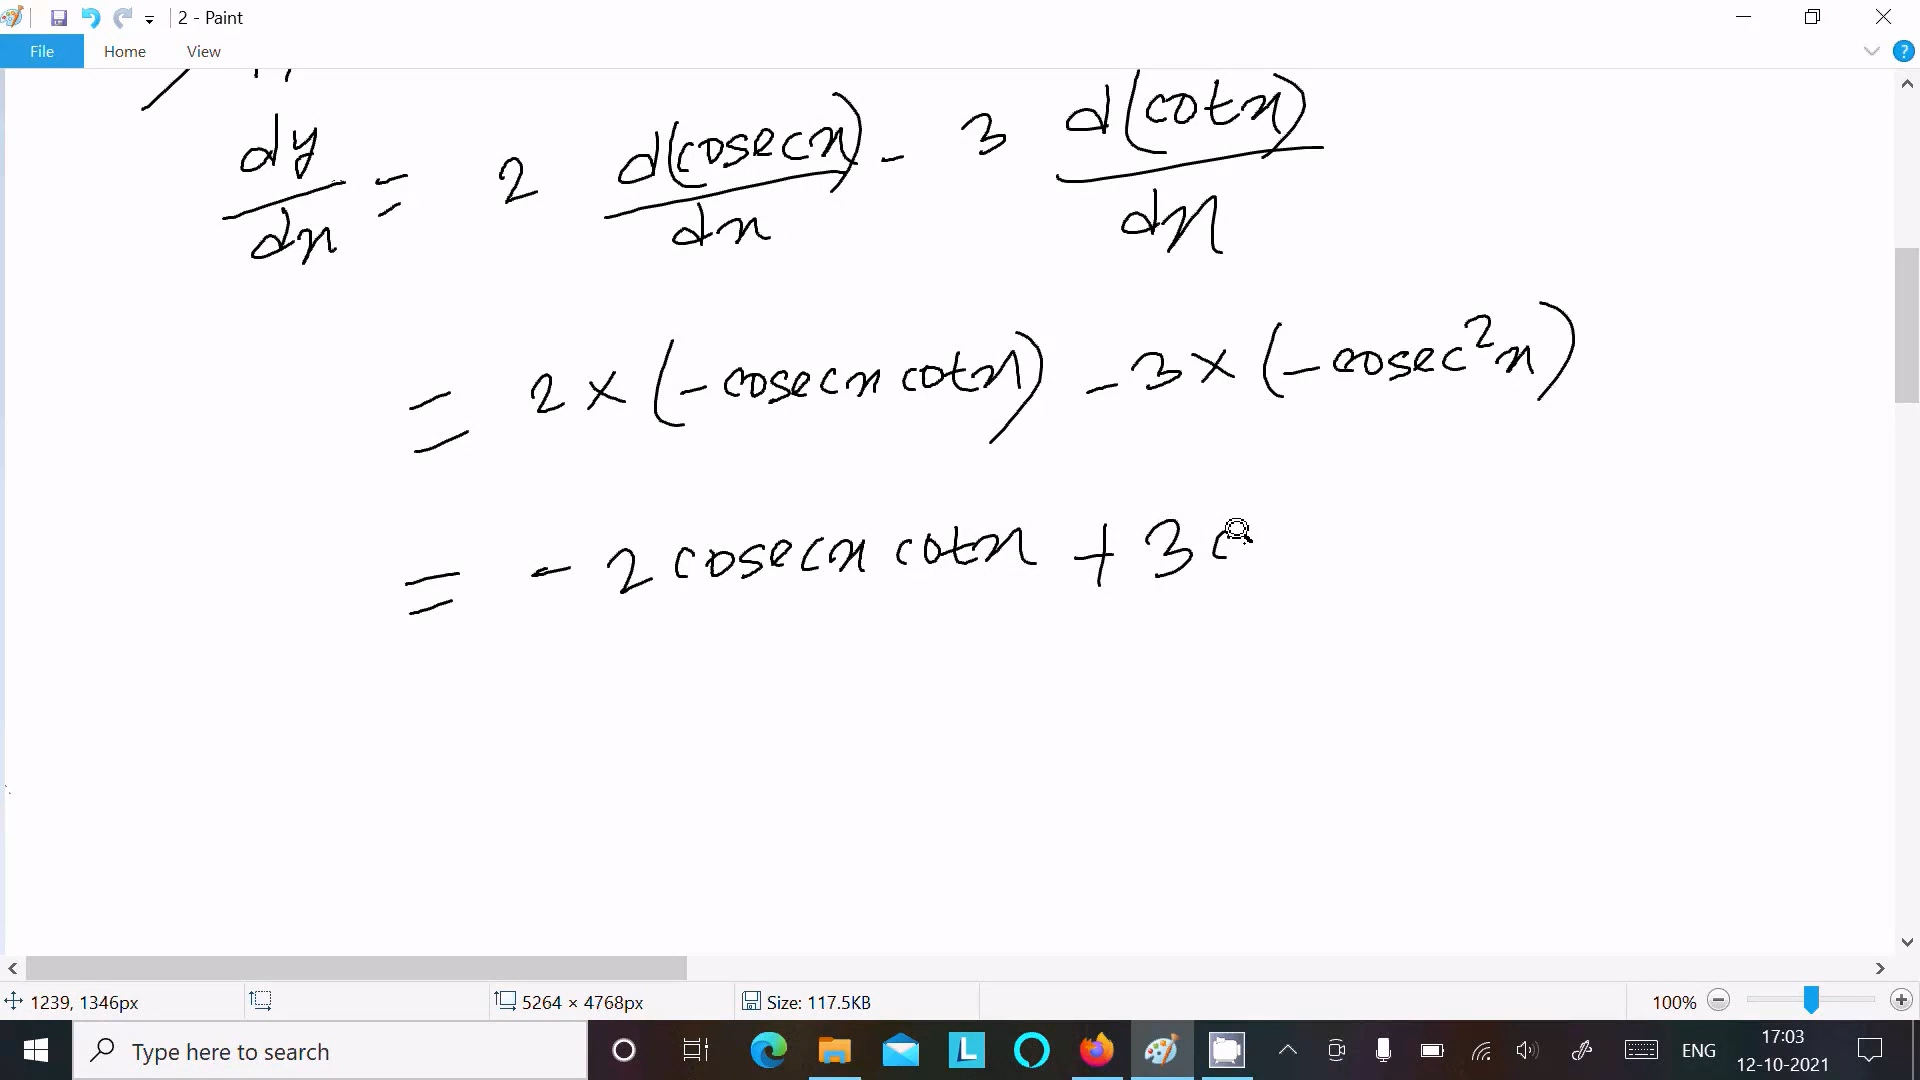 2 - Paint
File Home View
dy/dx = 2 d(cosecx)/dx - 3 d(cotx)/dx
= 2 × (-cosecx cotx) - 3 × (-cosec²x)
= - 2 cosecx cotx + 3 c
1239, 1346px 5264 × 4768px Size: 117.5KB 100%
Type here to search L ENG 17:03
12-10-2021